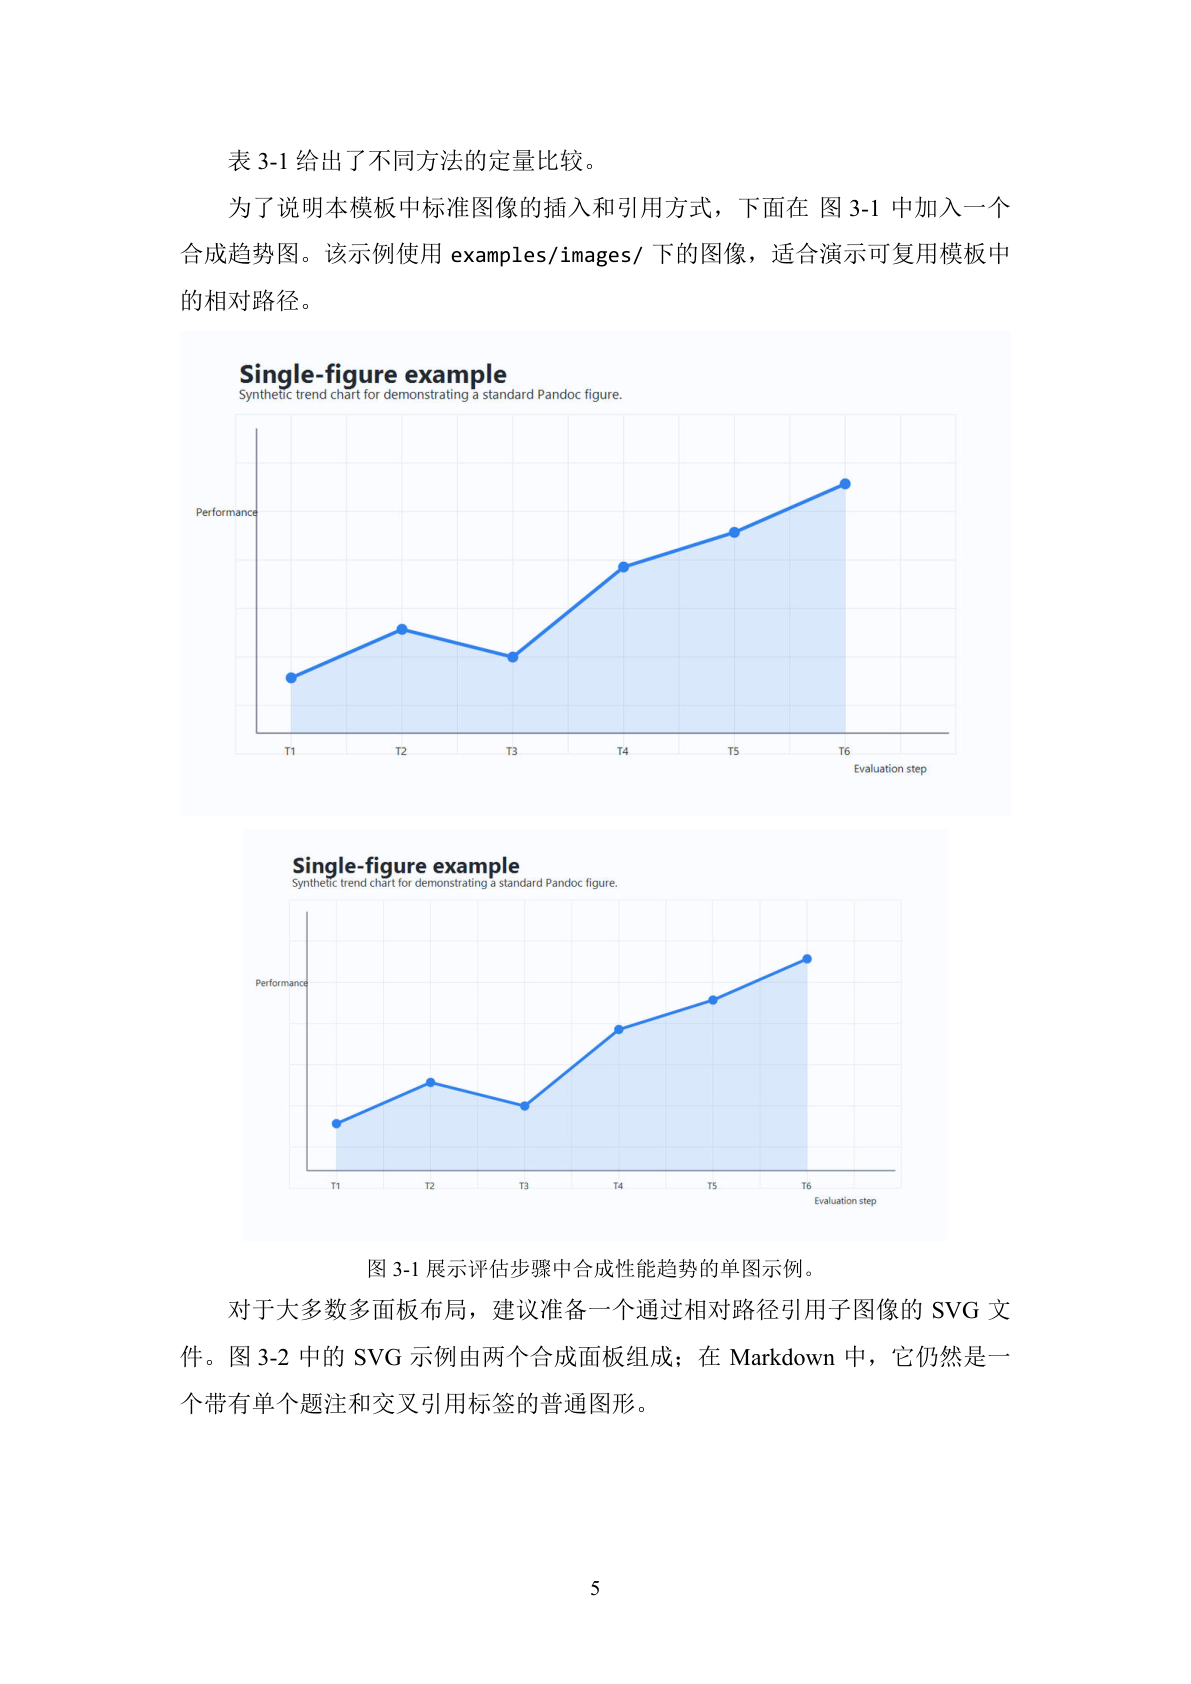 表 3-1 给出了不同方法的定量比较。
为了说明本模板中标准图像的插入和引用方式，下面在 图 3-1 中加入一个
合成趋势图。该示例使用 examples/images/ 下的图像，适合演示可复用模板中
的相对路径。
Single-figure example
Synthetic trend chart for demonstrating a standard Pandoc figure.
Performance
T1 T2 T3 T4 T5 T6
Evaluation step
Single-figure example
Synthetic trend chart for demonstrating a standard Pandoc figure.
Performance
T1 T2 T3 T4 T5 T6
Evaluation step
图 3-1 展示评估步骤中合成性能趋势的单图示例。
对于大多数多面板布局，建议准备一个通过相对路径引用子图像的 SVG 文
件。图 3-2 中的 SVG 示例由两个合成面板组成；在 Markdown 中，它仍然是一
个带有单个题注和交叉引用标签的普通图形。
5